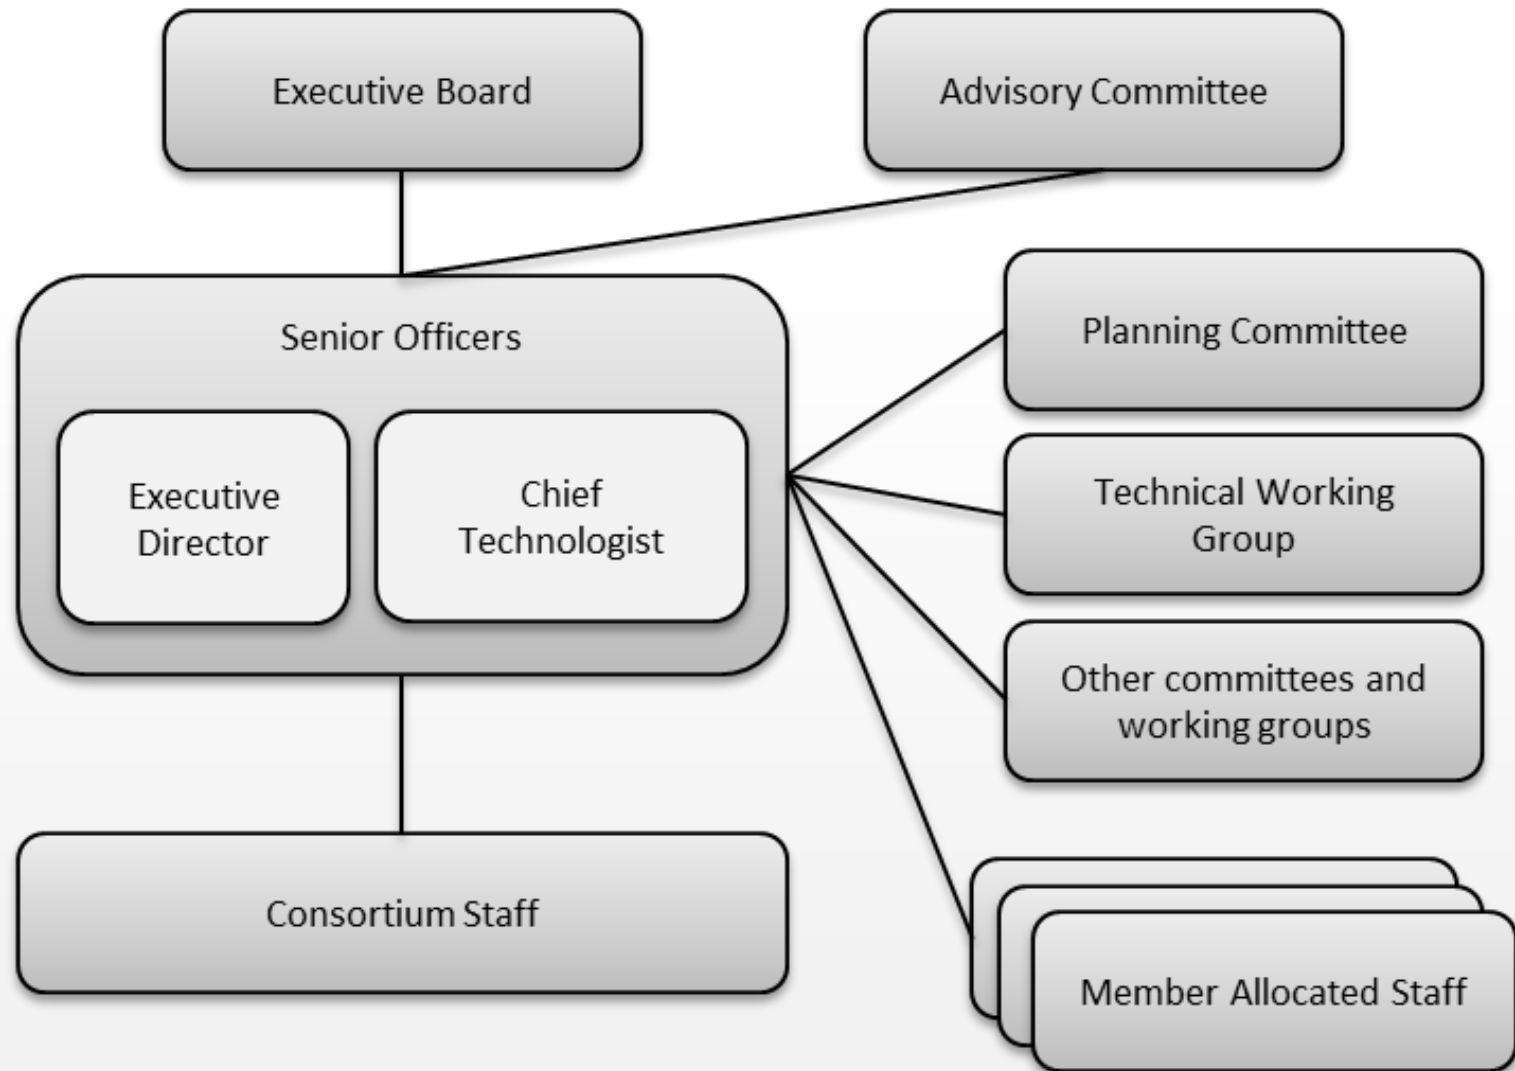 Executive Board
Advisory Committee
Senior Officers
Executive
Director
Chief
Technologist
Planning Committee
Technical Working
Group
Other committees and
working groups
Consortium Staff
Member Allocated Staff